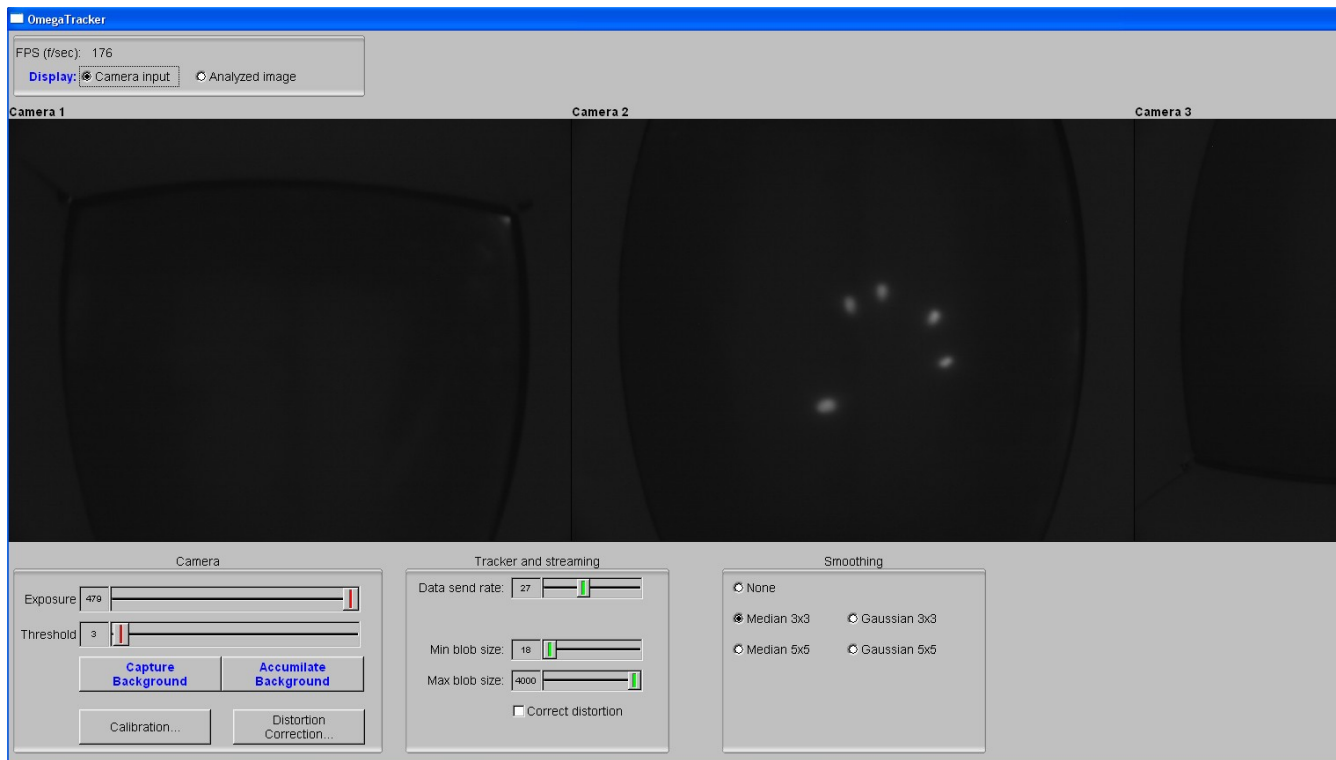 OmegaTracker
FPS (f/sec): 176
Display: Camera input Analyzed image
Camera 1 Camera 2 Camera 3
Camera Tracker and streaming Smoothing
Exposure 479
Threshold 3
Capture Background
Accumilate Background
Calibration...
Distortion Correction...
Data send rate: 27
Min blob size: 18
Max blob size: 4000
Correct distortion
None
Median 3x3 Gaussian 3x3
Median 5x5 Gaussian 5x5